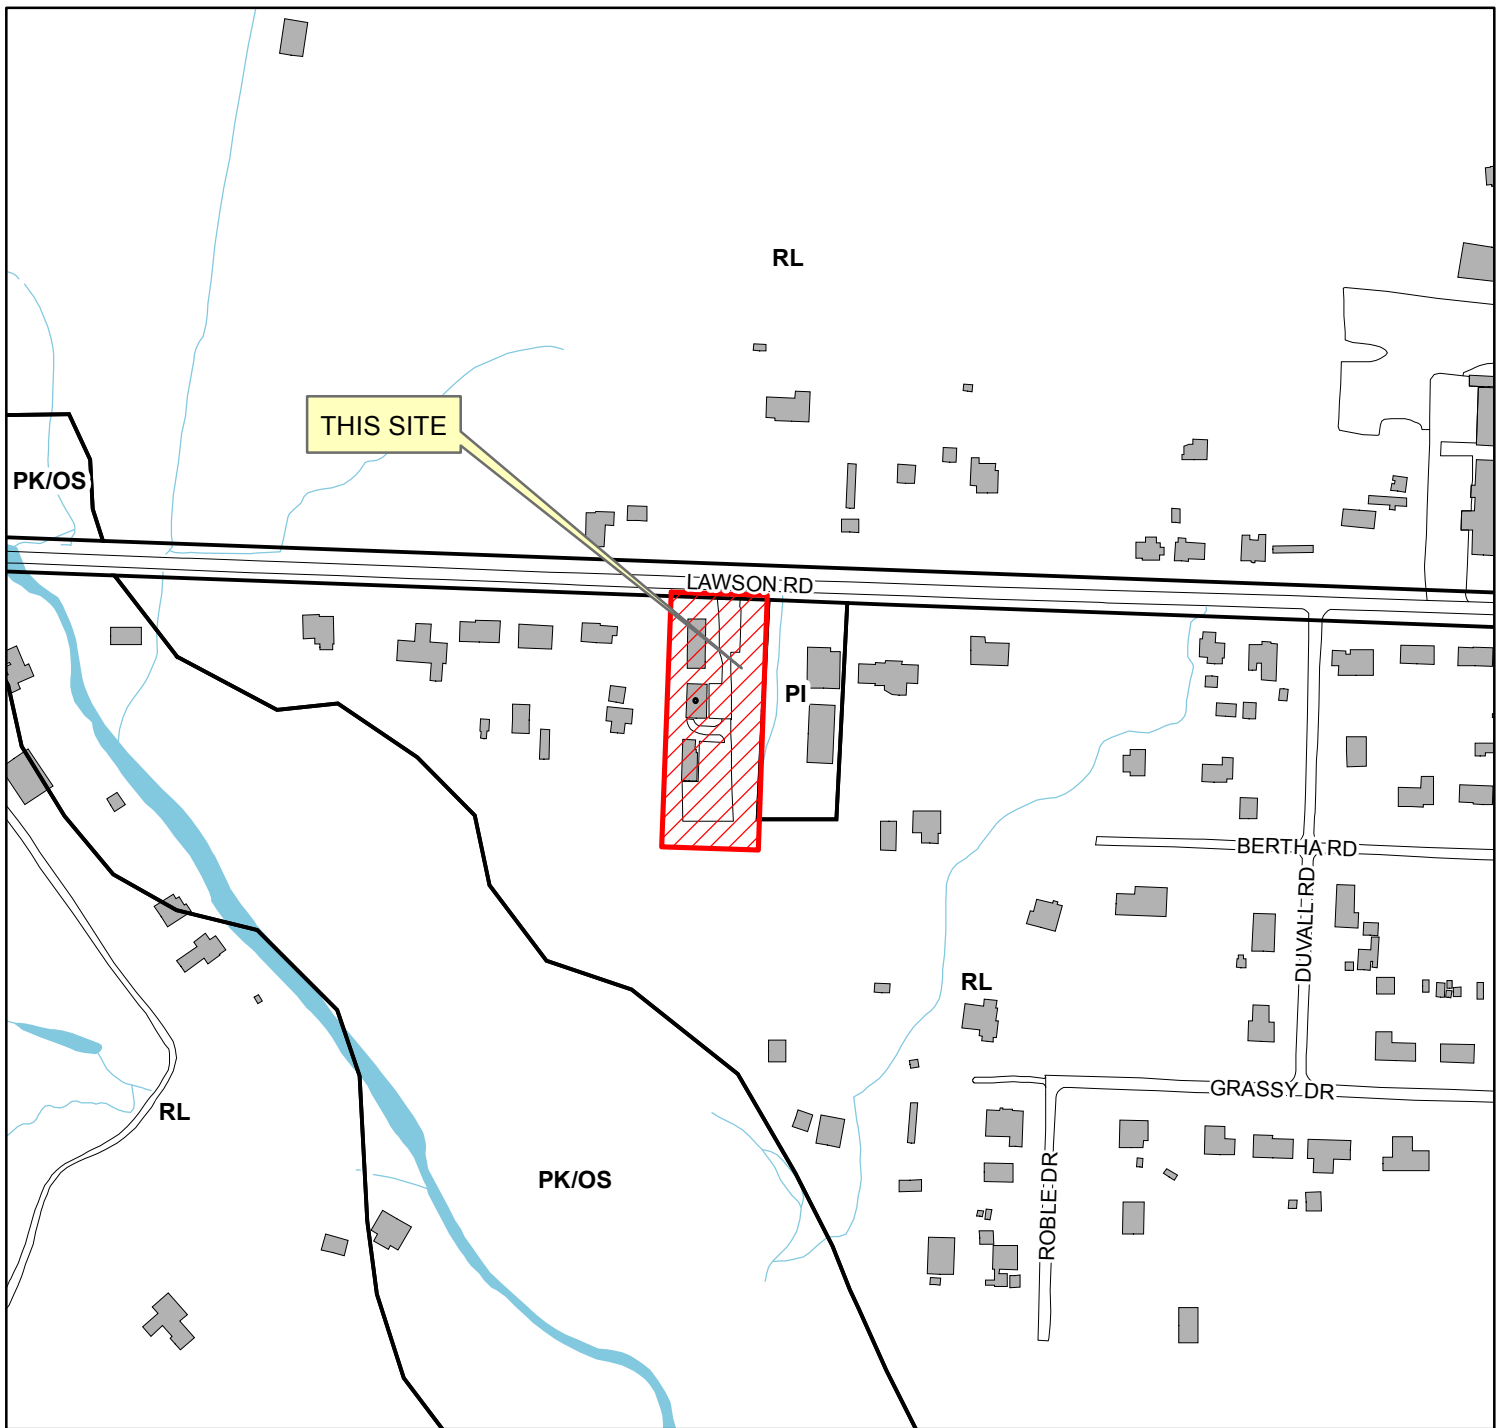 RL
THIS SITE
PK/OS
LAWSON RD
PI
BERTHA RD
DUVALL RD
RL
GRASSY DR
RL
PK/OS
ROBLE DR